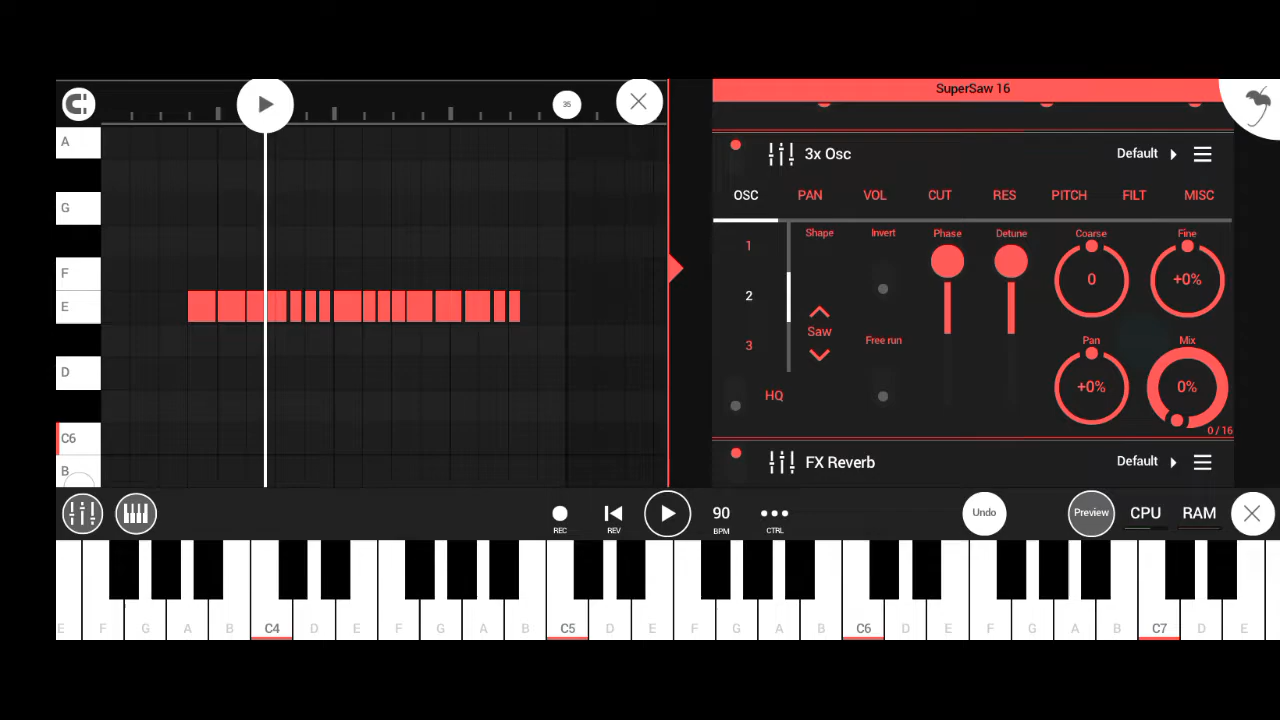 SuperSaw 16
35
A
G
F
E
D
C6
B
3x Osc
Default
OSC PAN VOL CUT RES PITCH FILT MISC
1
2
3
HQ
Shape
Saw
Invert
Free run
Phase
Detune
Coarse
0
Fine
+0%
Pan
+0%
Mix
0%
0 / 16
FX Reverb
Default
REC
REV
90
BPM
CTRL
Undo
Preview
CPU
RAM
E F G A B C4 D E F G A B C5 D E F G A B C6 D E F G A B C7 D E